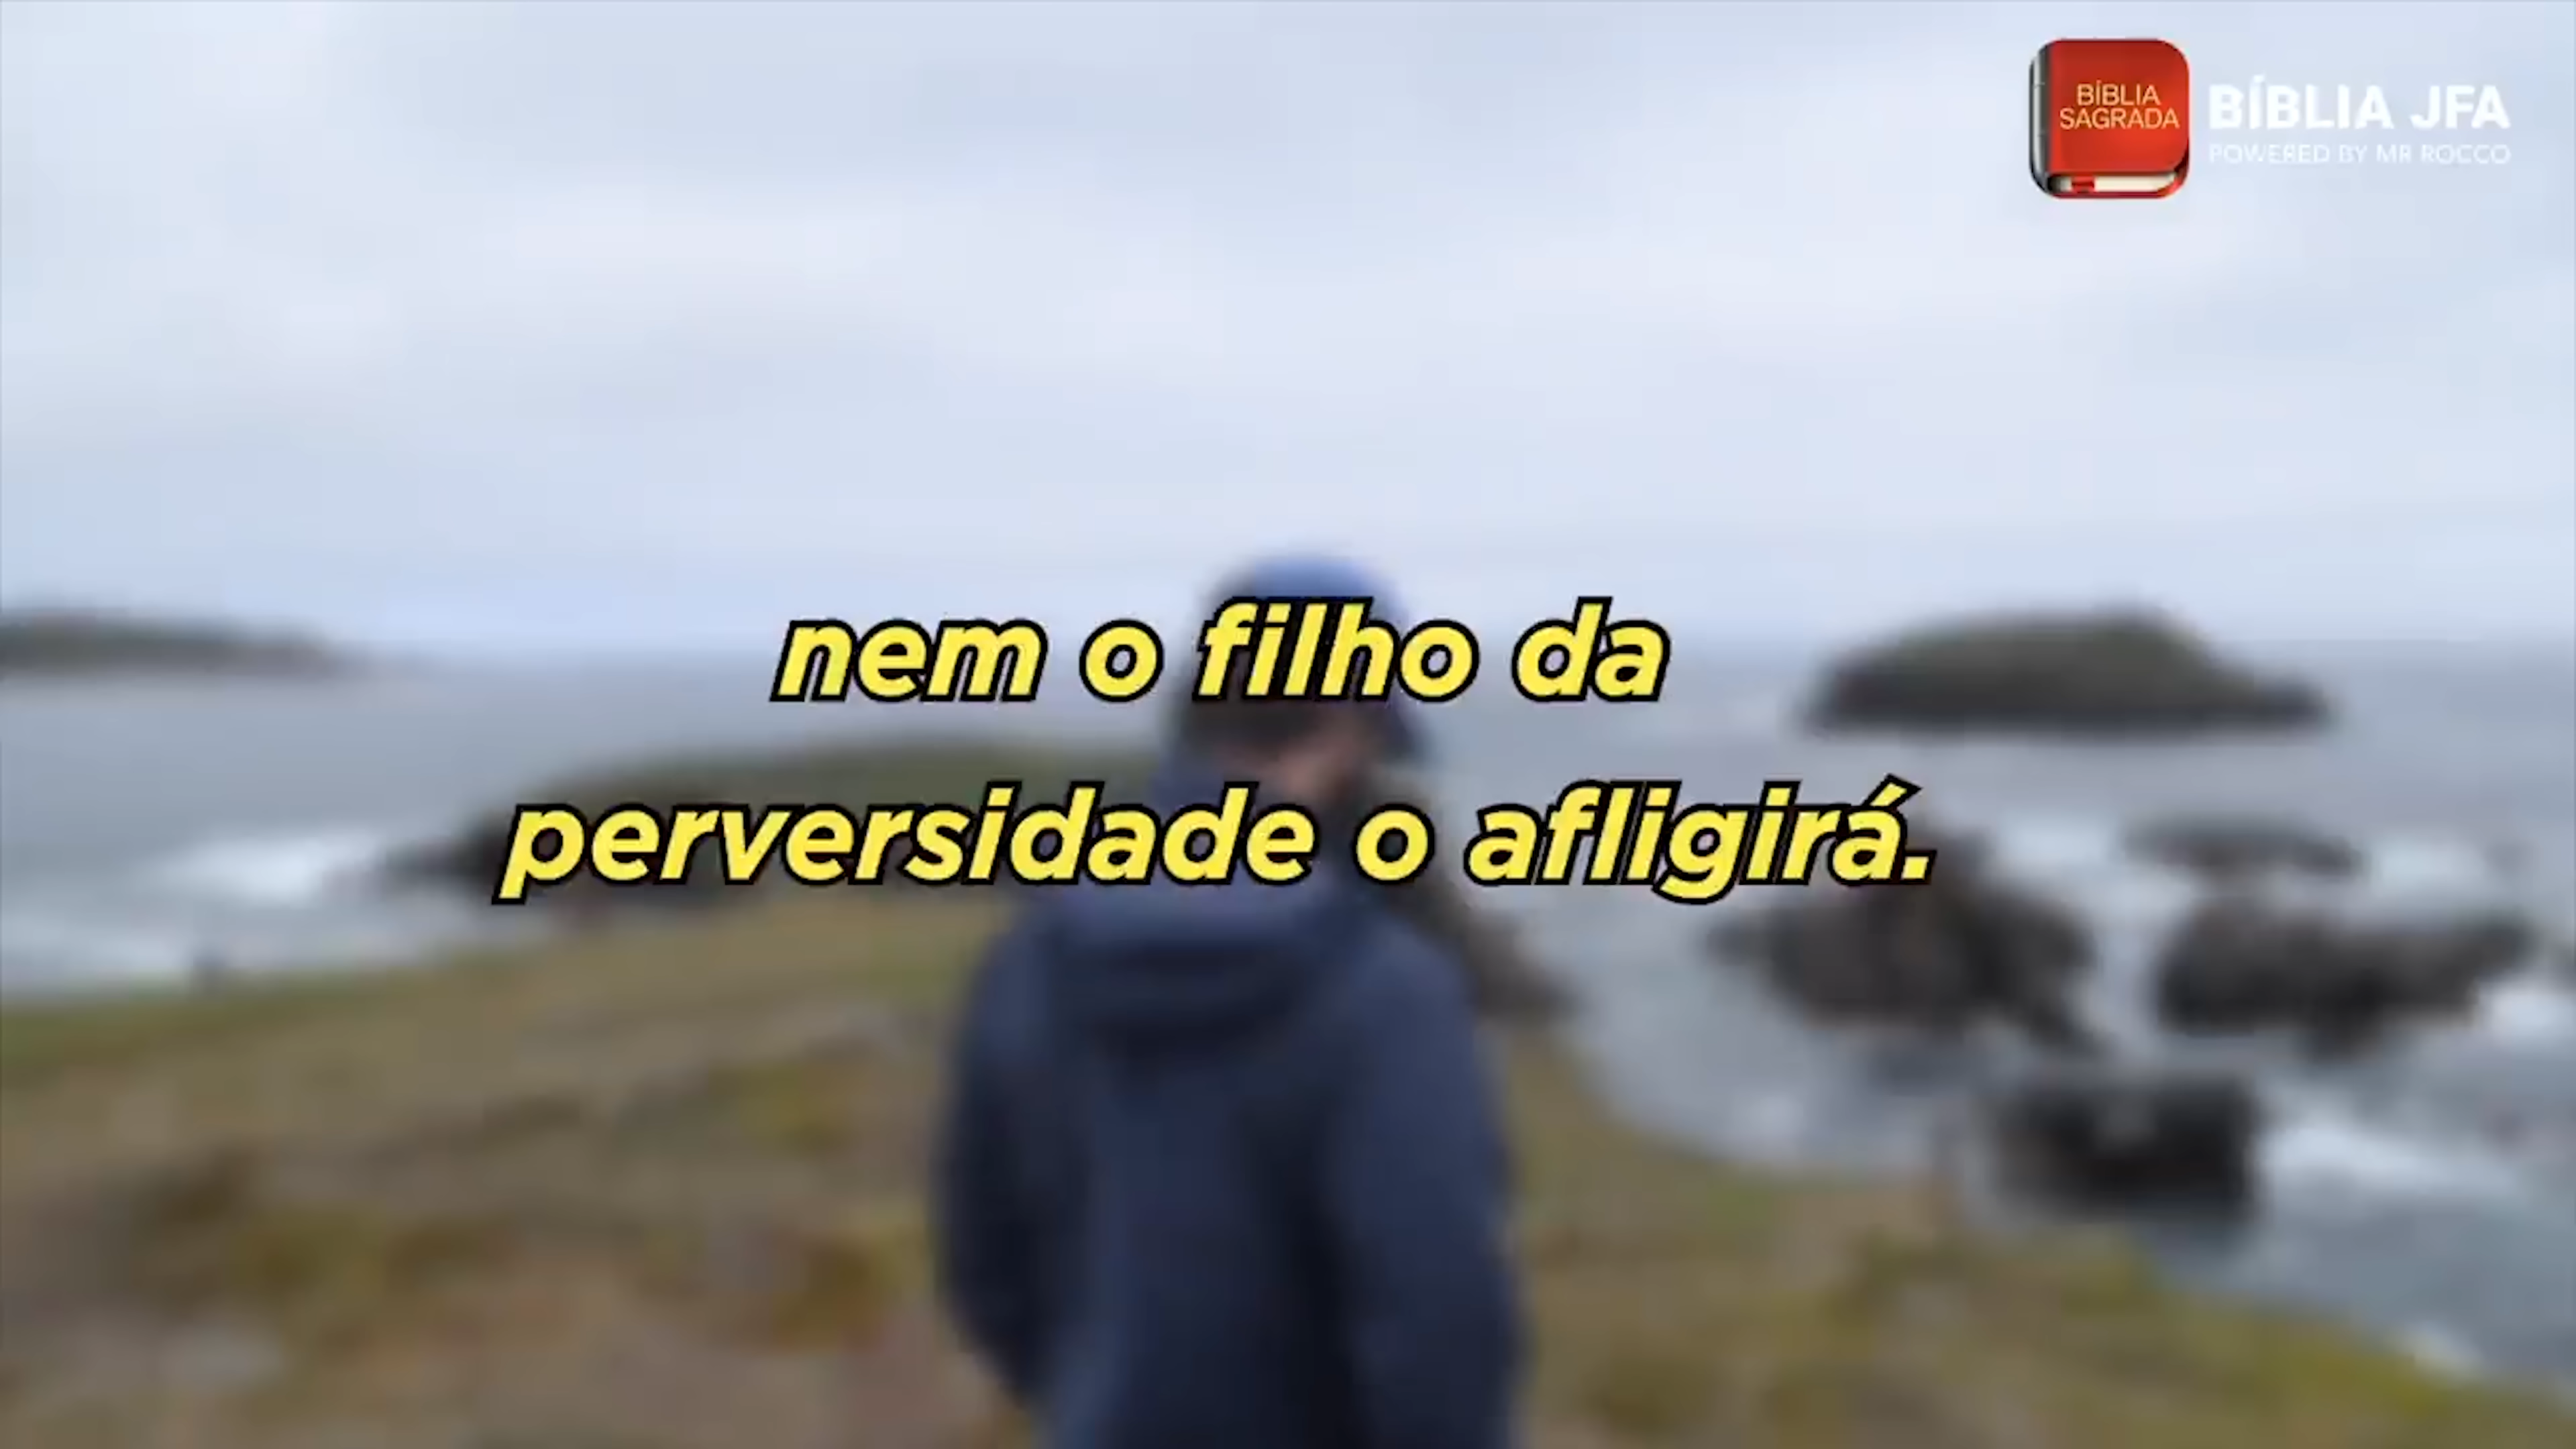 BÍBLIA
SAGRADA
BÍBLIA JFA
POWERED BY MR ROCCO
nem o filho da
perversidade o afligirá.